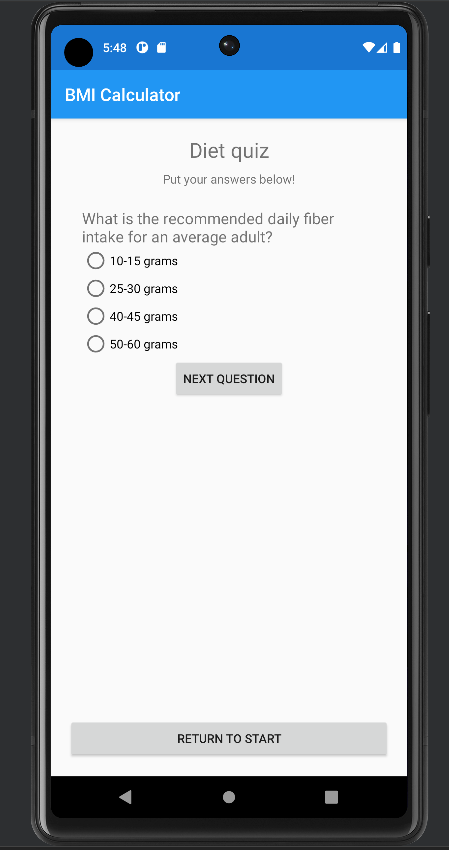 5:48
BMI Calculator
Diet quiz
Put your answers below!
What is the recommended daily fiber
intake for an average adult?
10-15 grams
25-30 grams
40-45 grams
50-60 grams
NEXT QUESTION
RETURN TO START